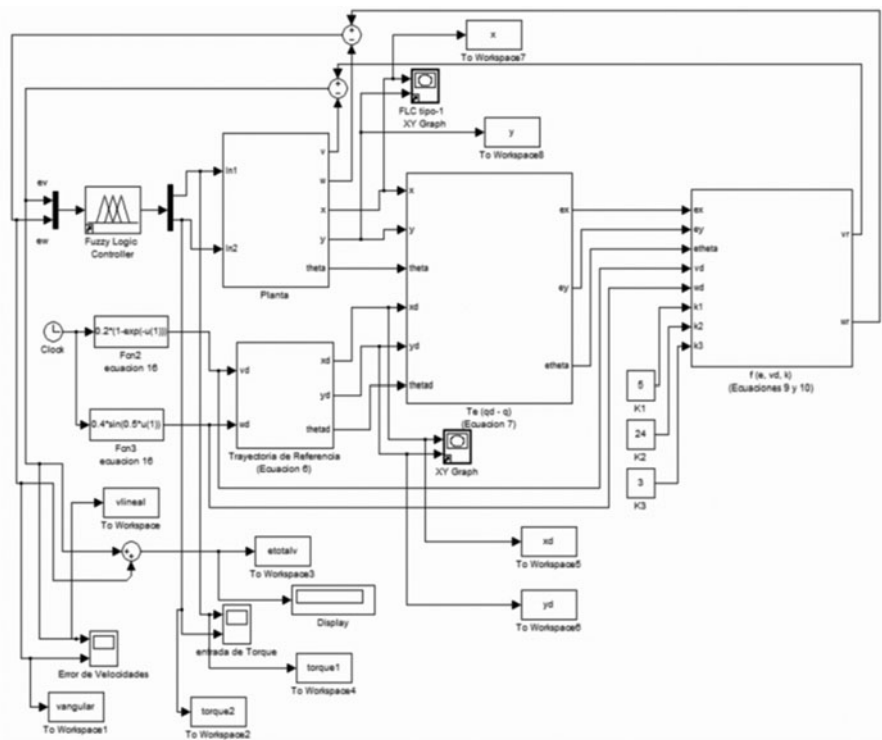 x
To Workspace7
FLC tipo-1
XY Graph
y
To Workspace8
ev
ew
Fuzzy Logic
Controller
In1
In2
v
w
x
y
theta
Planta
x
y
theta
xd
yd
thetad
ex
ey
etheta
Te (qd - q)
(Ecuacion 7)
ex
ey
etheta
vd
wd
k1
k2
k3
vr
wr
f (e, vd, k)
(Ecuaciones 9 y 10)
Clock
0.2*(1-exp(-u(1)))
Fcn2
ecuacion 16
0.4*sin(0.5*u(1))
Fcn3
ecuacion 16
vd
wd
xd
yd
thetad
Trayectoria de Referencia
(Ecuacion 6)
XY Graph
5
K1
24
K2
3
K3
vlineal
To Workspace
etotalv
To Workspace3
Display
xd
To Workspace5
yd
To Workspace6
Error de Velocidades
entrada de Torque
torque1
To Workspace4
vangular
To Workspace1
torque2
To Workspace2